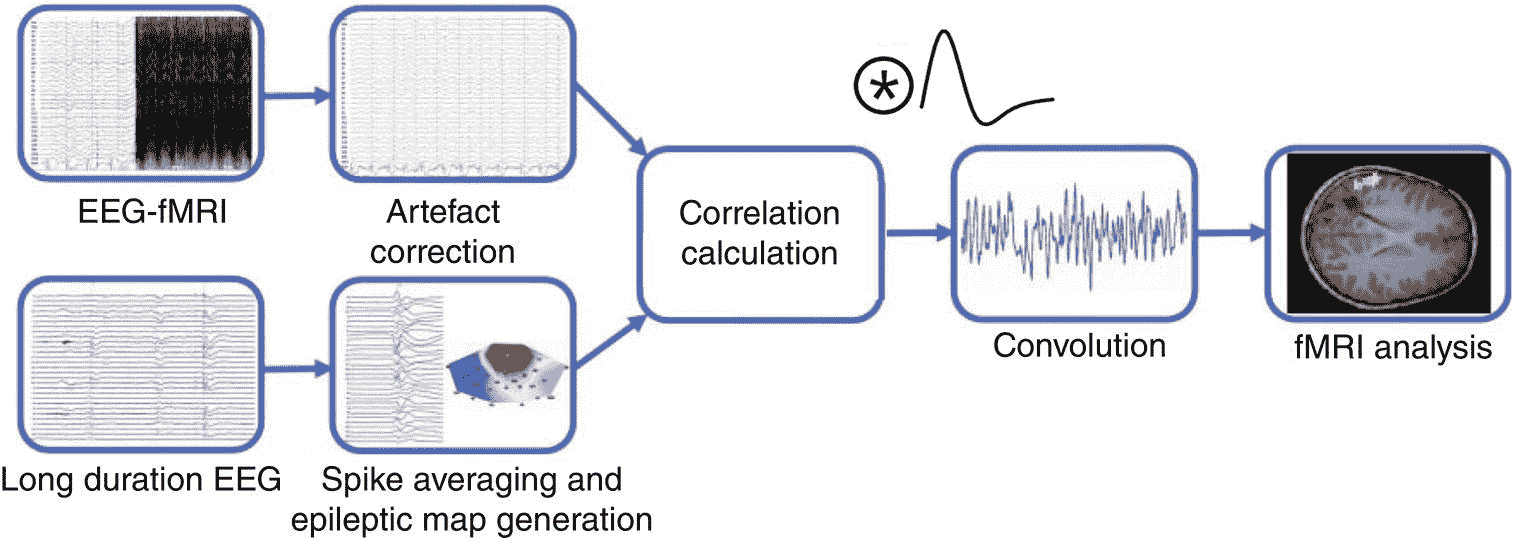 EEG-fMRI
Artefact
correction
Correlation
calculation
Convolution
fMRI analysis
Long duration EEG
Spike averaging and
epileptic map generation